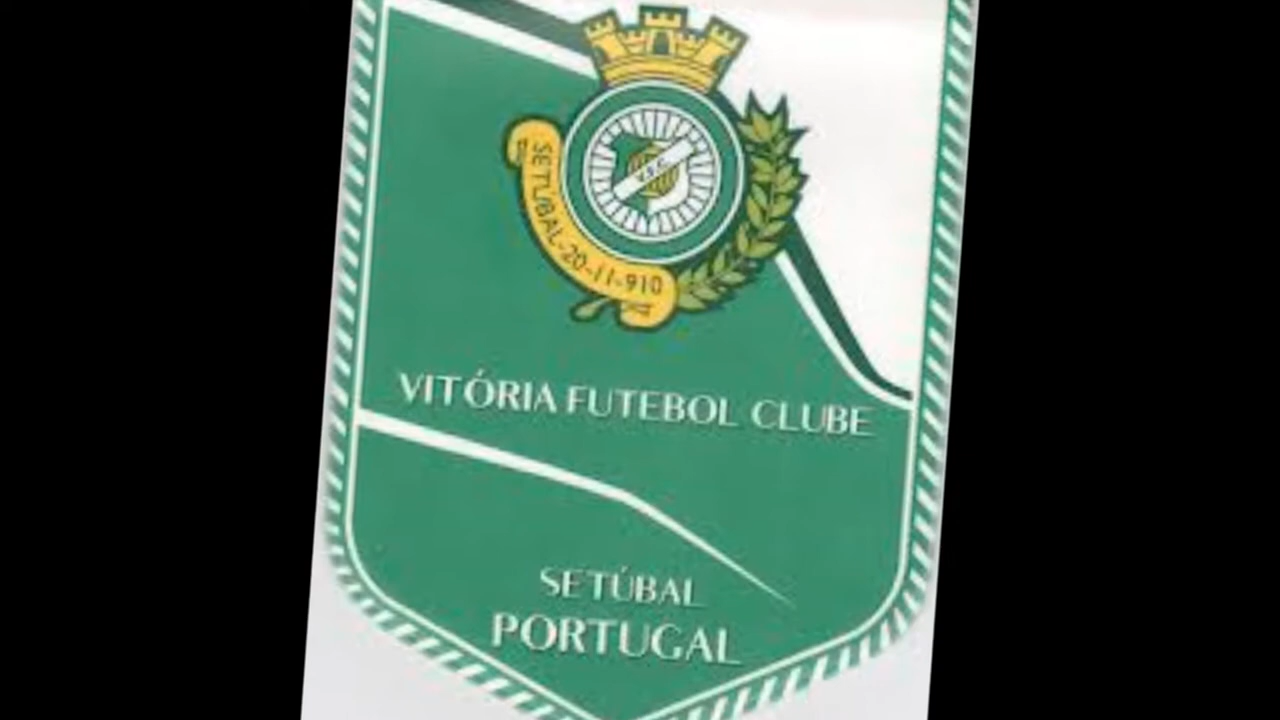 V.F.C.
SETÚBAL-20-11-910
VITÓRIA FUTEBOL CLUBE
SETÚBAL
PORTUGAL